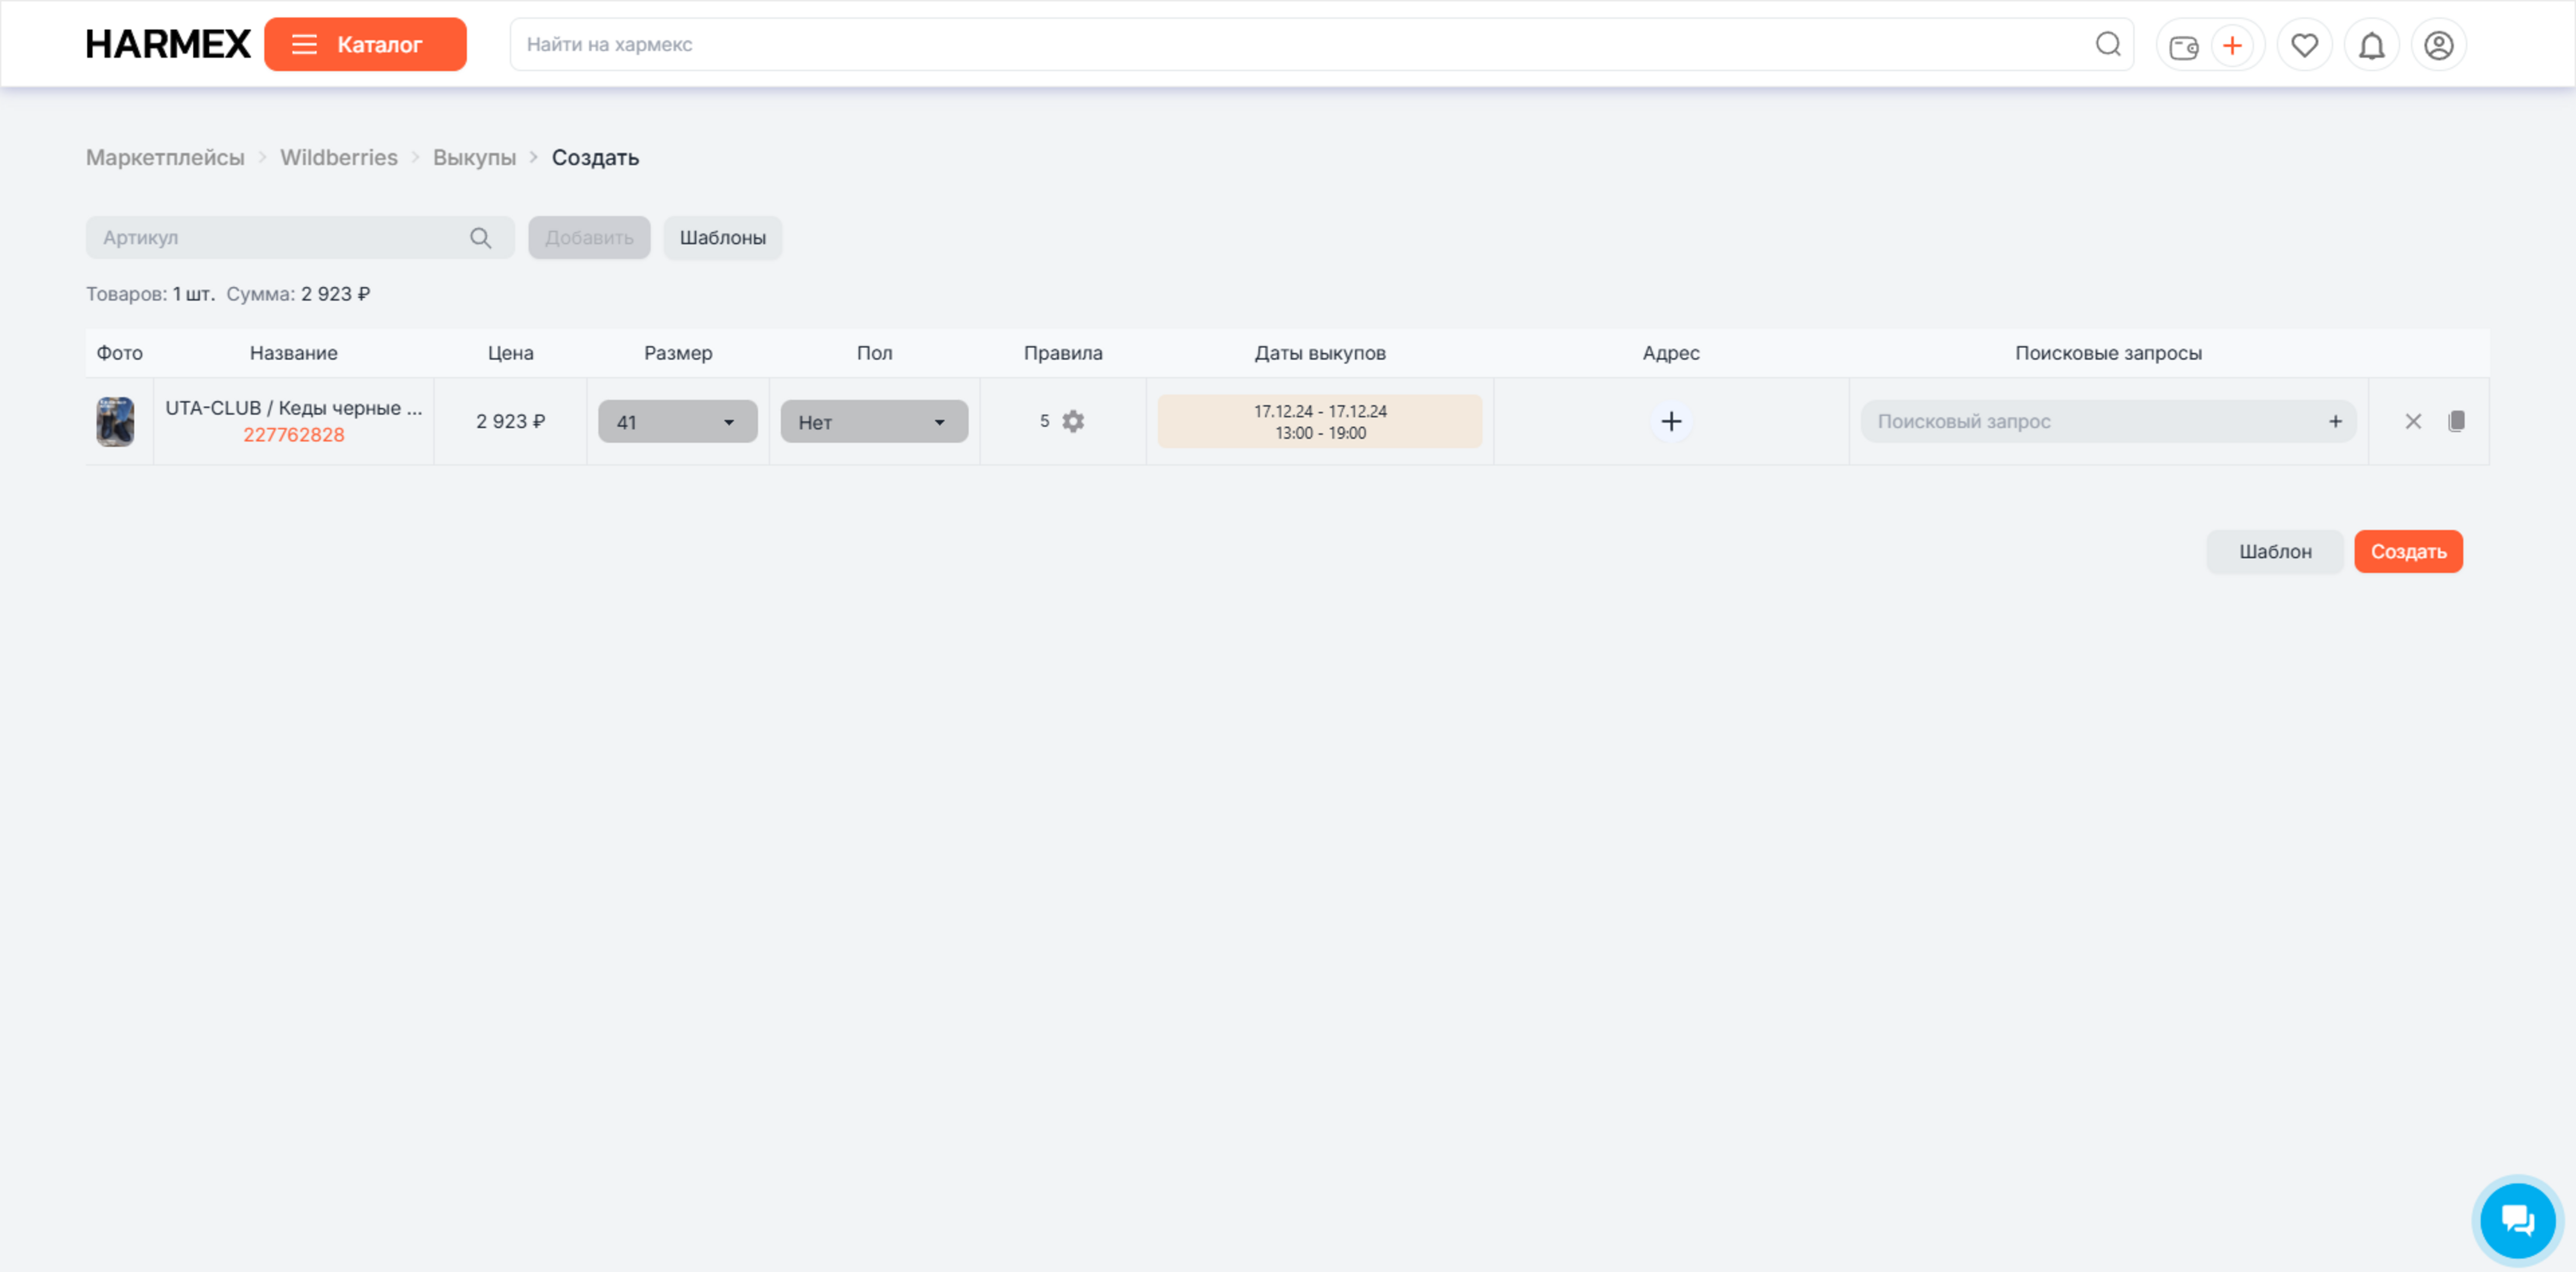 HARMEX
Каталог
Найти на хармекс
Маркетплейсы > Wildberries > Выкупы > Создать
Артикул
Добавить
Шаблоны
Товаров: 1 шт. Сумма: 2 923 ₽
Фото Название Цена Размер Пол Правила Даты выкупов Адрес Поисковые запросы
UTA-CLUB / Кеды черные ...
227762828
2 923 ₽
41
Нет
5
17.12.24 - 17.12.24
13:00 - 19:00
Поисковый запрос
Шаблон
Создать